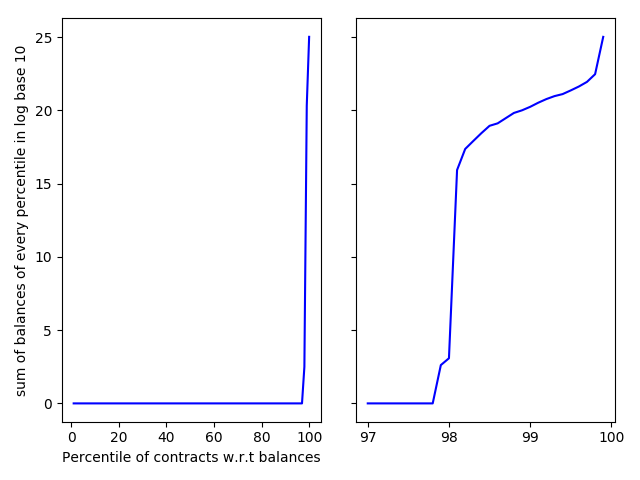 sum of balances of every percentile in log base 10
25
20
15
10
5
0
0 20 40 60 80 100
Percentile of contracts w.r.t balances
97 98 99 100